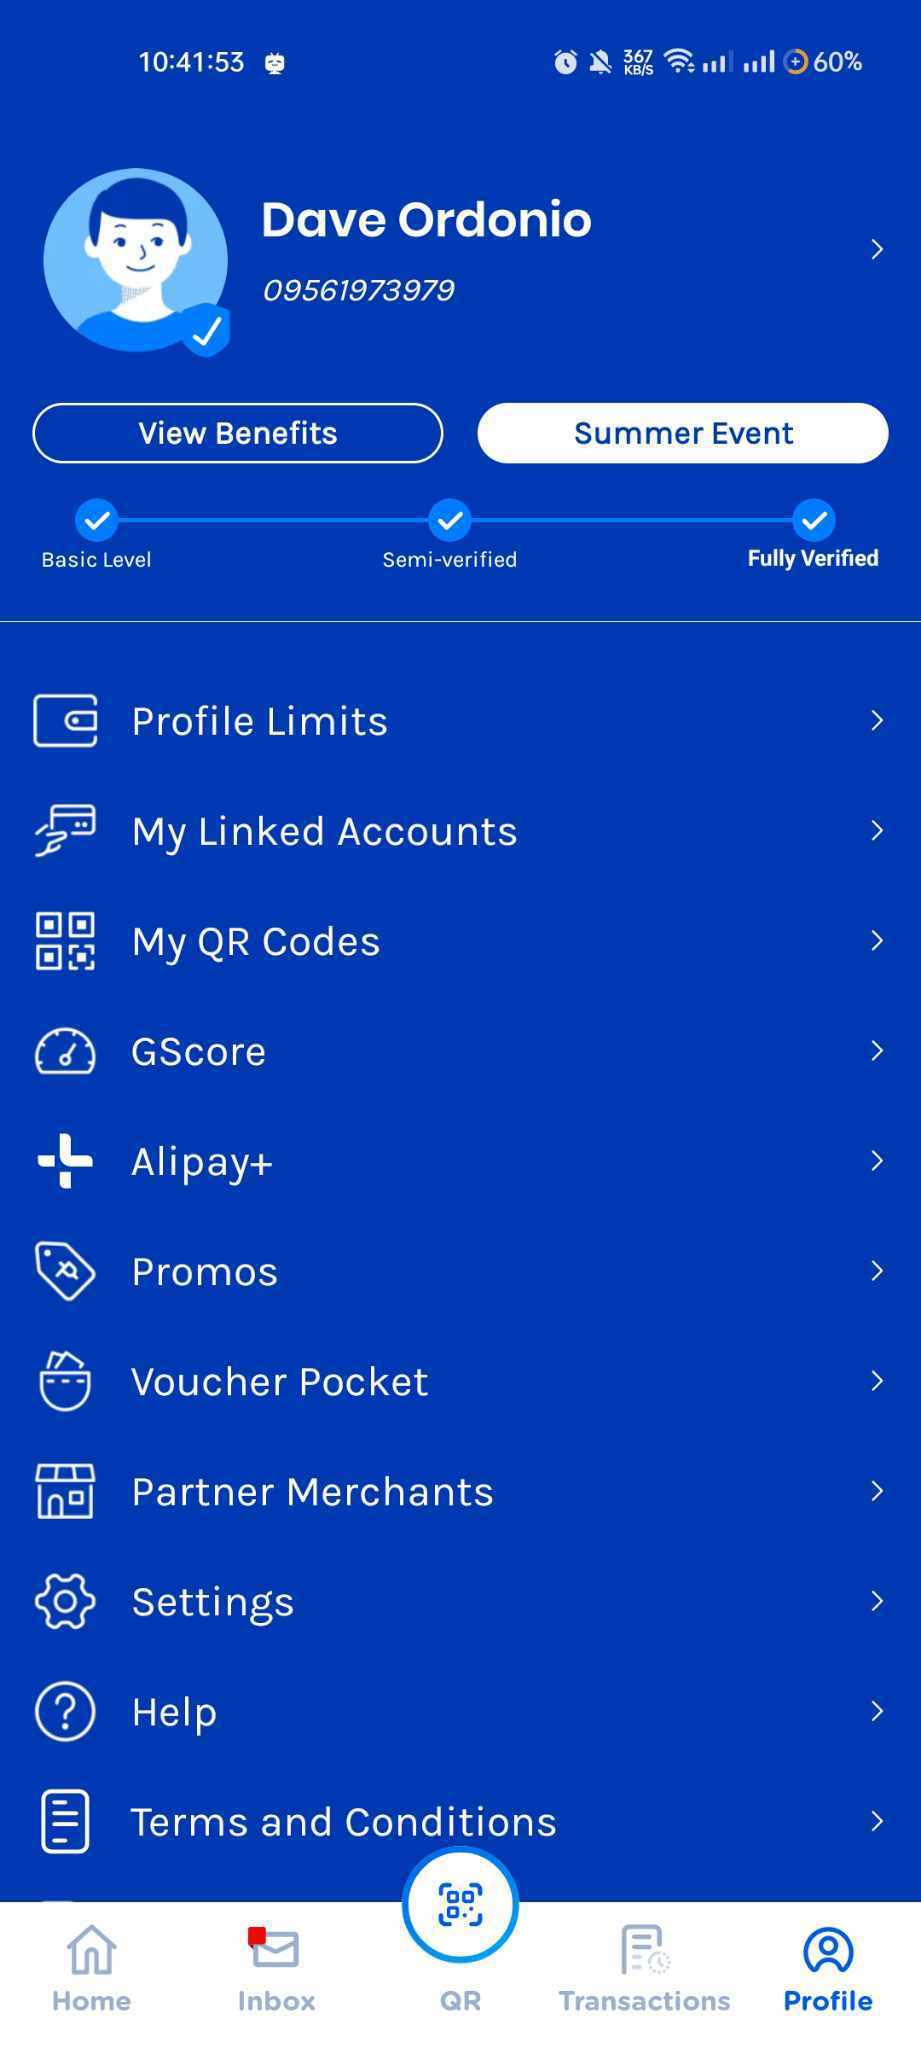 10:41:53
367 KB/S
60%
Dave Ordonio
09561973979
View Benefits
Summer Event
Basic Level
Semi-verified
Fully Verified
Profile Limits
My Linked Accounts
My QR Codes
GScore
Alipay+
Promos
Voucher Pocket
Partner Merchants
Settings
Help
Terms and Conditions
Home
Inbox
QR
Transactions
Profile